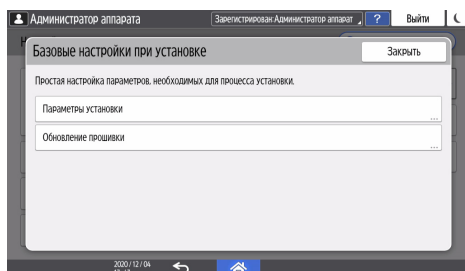 Администратор аппарата
Зарегистрирован:Администратор аппарат
?
Выйти
Базовые настройки при установке
Закрыть
Простая настройка параметров, необходимых для процесса установки.
Параметры установки
...
Обновление прошивки
...
2020 / 12 / 04